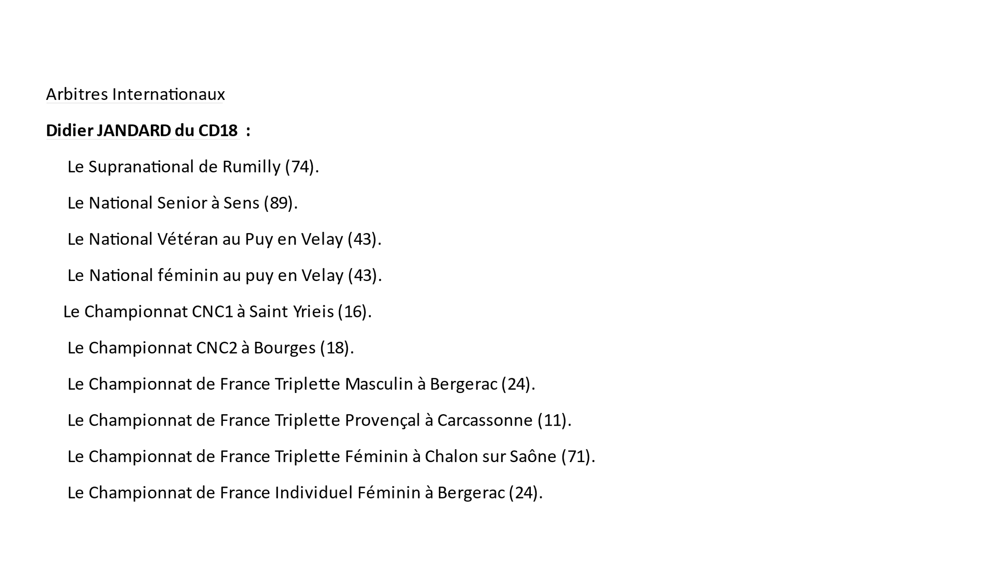 Arbitres Internationaux
Didier JANDARD du CD18  :
Le Supranational de Rumilly (74).
Le National Senior à Sens (89).
Le National Vétéran au Puy en Velay (43).
Le National féminin au puy en Velay (43).
Le Championnat CNC1 à Saint Yrieis (16).
Le Championnat CNC2 à Bourges (18).
Le Championnat de France Triplette Masculin à Bergerac (24).
Le Championnat de France Triplette Provençal à Carcassonne (11).
Le Championnat de France Triplette Féminin à Chalon sur Saône (71).
Le Championnat de France Individuel Féminin à Bergerac (24).